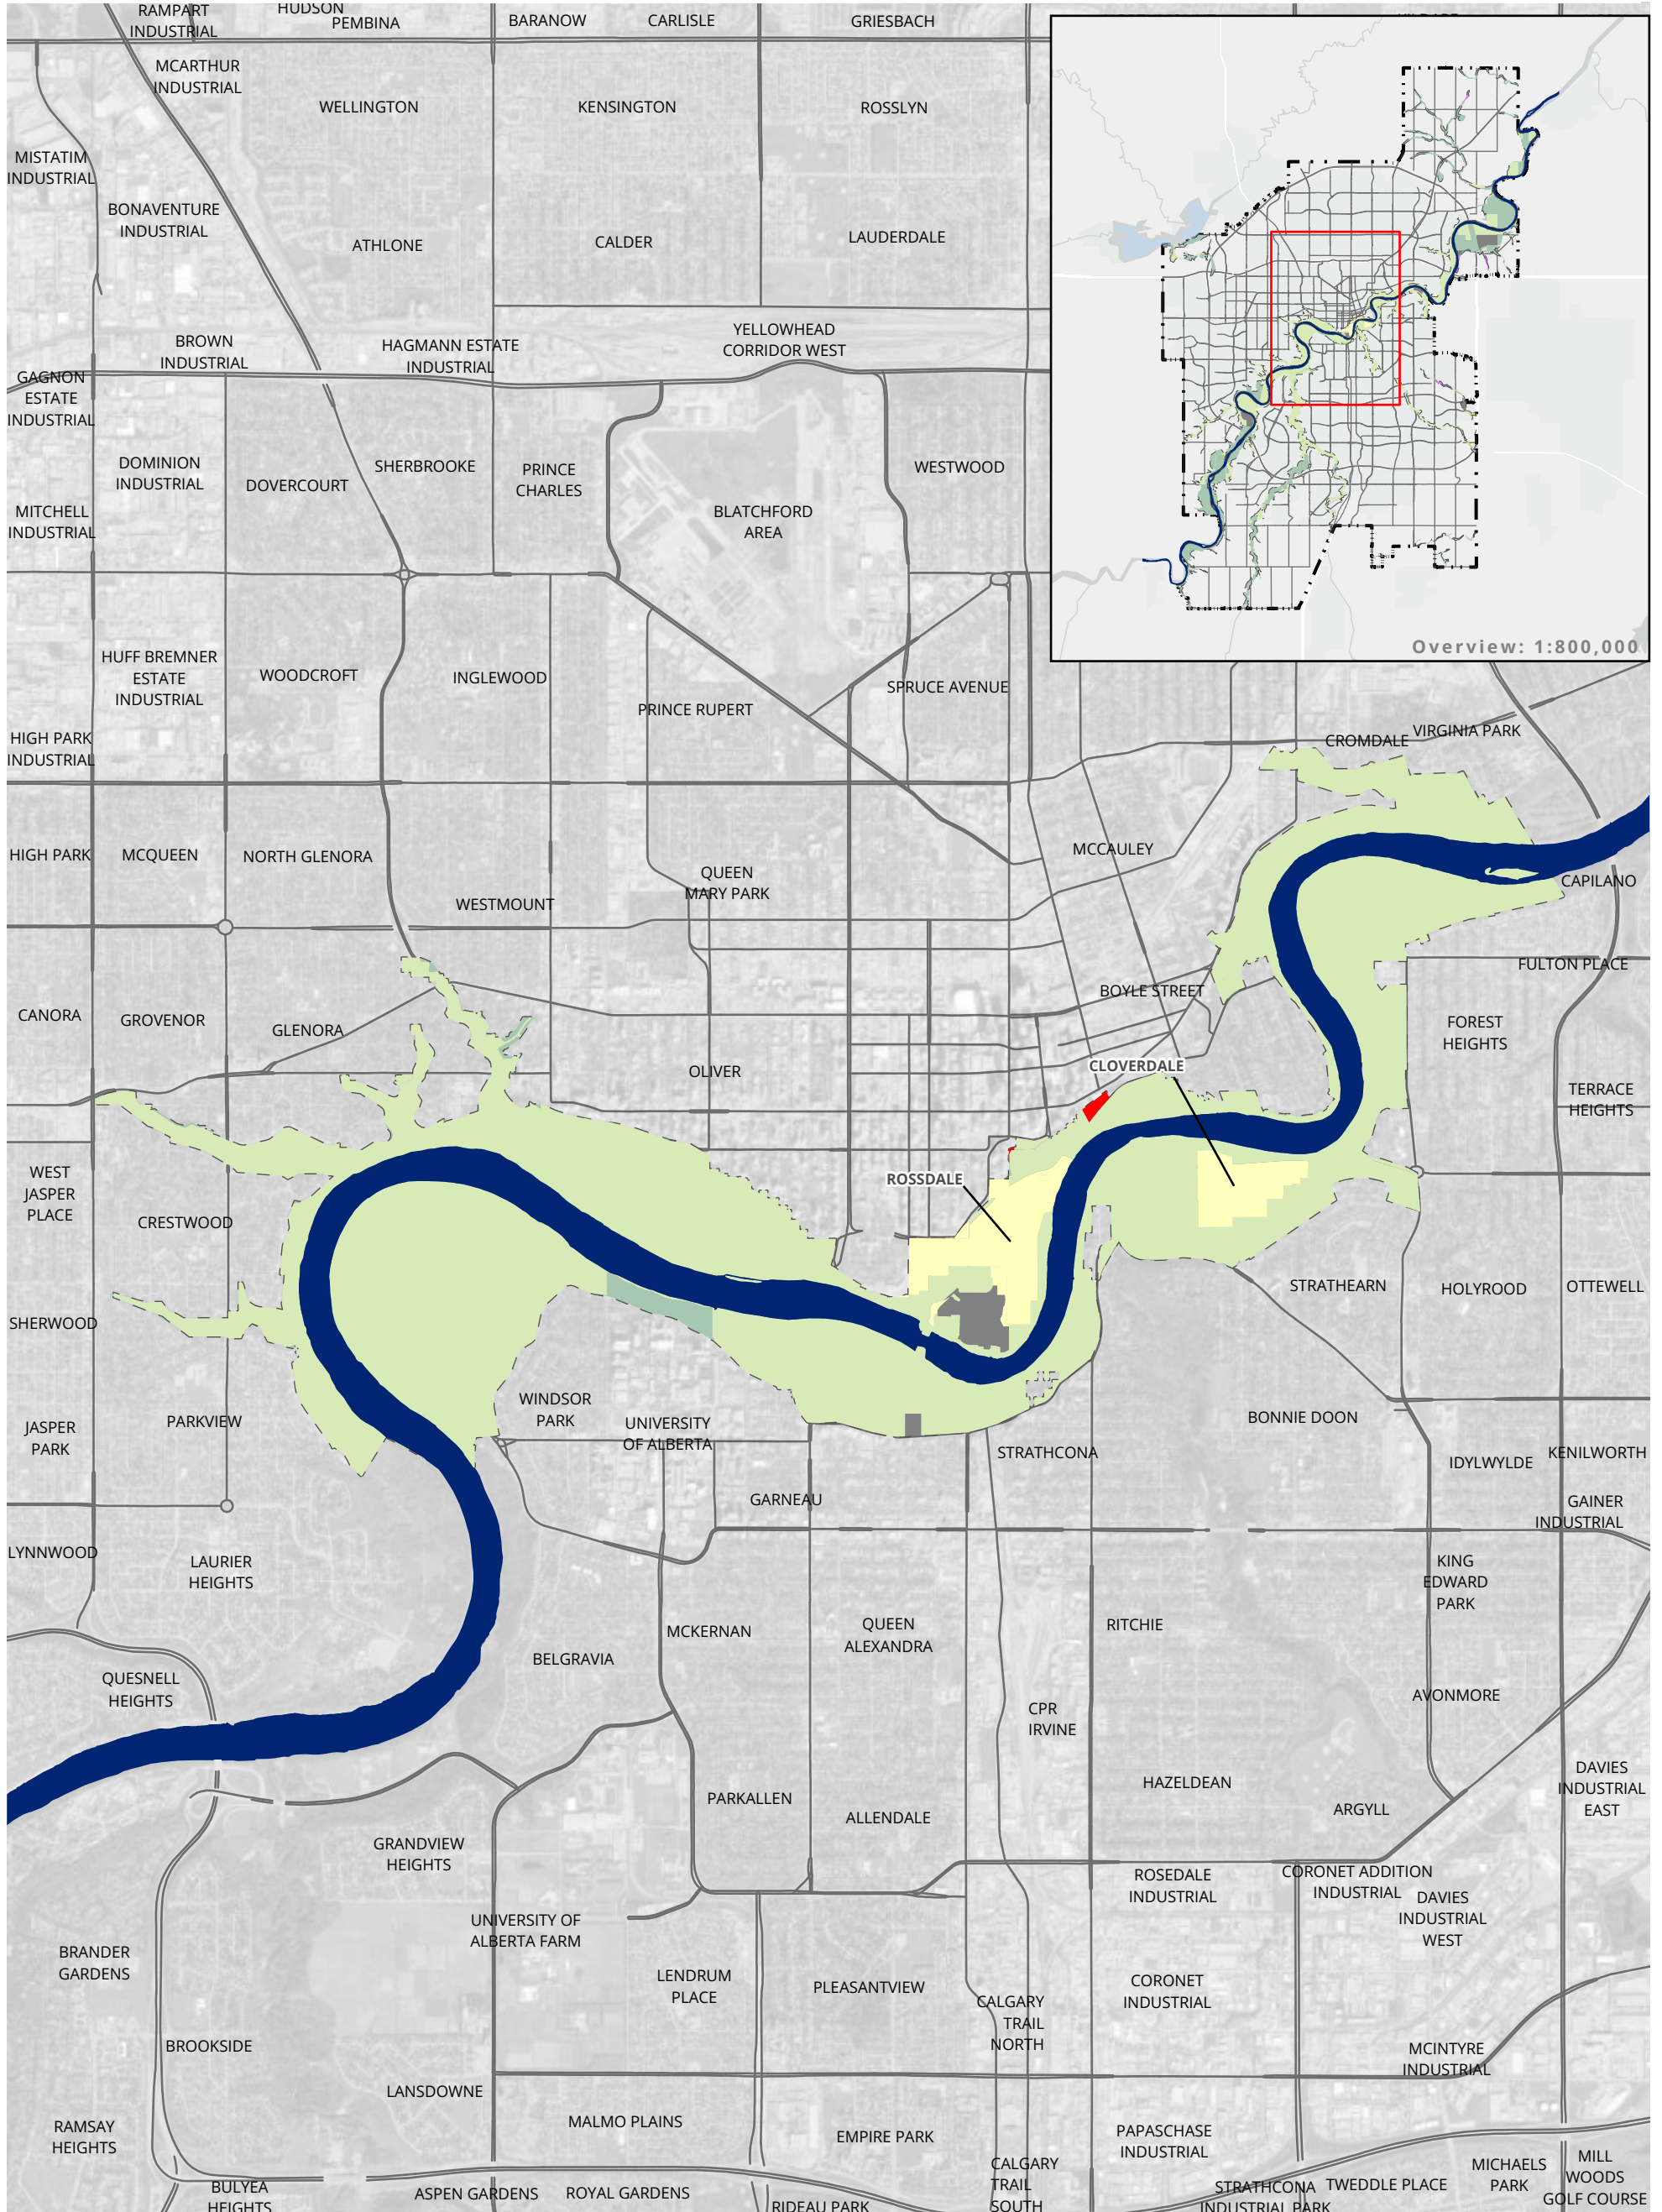 RAMPART
INDUSTRIAL
HUDSON
PEMBINA
BARANOW
CARLISLE
GRIESBACH
MCARTHUR
INDUSTRIAL
WELLINGTON
KENSINGTON
ROSSLYN
MISTATIM
INDUSTRIAL
BONAVENTURE
INDUSTRIAL
ATHLONE
CALDER
LAUDERDALE
BROWN
INDUSTRIAL
HAGMANN ESTATE
INDUSTRIAL
YELLOWHEAD
CORRIDOR WEST
GAGNON
ESTATE
INDUSTRIAL
DOMINION
INDUSTRIAL
DOVERCOURT
SHERBROOKE
PRINCE
CHARLES
WESTWOOD
MITCHELL
INDUSTRIAL
BLATCHFORD
AREA
Overview: 1:800,000
HUFF BREMNER
ESTATE
INDUSTRIAL
WOODCROFT
INGLEWOOD
PRINCE RUPERT
SPRUCE AVENUE
HIGH PARK
INDUSTRIAL
CROMDALE
VIRGINIA PARK
HIGH PARK
MCQUEEN
NORTH GLENORA
WESTMOUNT
QUEEN
MARY PARK
MCCAULEY
CAPILANO
FULTON PLACE
CANORA
GROVENOR
GLENORA
OLIVER
BOYLE STREET
FOREST
HEIGHTS
CLOVERDALE
TERRACE
HEIGHTS
WEST
JASPER
PLACE
CRESTWOOD
ROSSDALE
STRATHEARN
HOLYROOD
OTTEWELL
SHERWOOD
JASPER
PARK
PARKVIEW
WINDSOR
PARK
UNIVERSITY
OF ALBERTA
STRATHCONA
BONNIE DOON
IDYLWYLDE
KENILWORTH
GARNEAU
GAINER
INDUSTRIAL
LYNNWOOD
LAURIER
HEIGHTS
KING
EDWARD
PARK
MCKERNAN
QUEEN
ALEXANDRA
RITCHIE
BELGRAVIA
QUESNELL
HEIGHTS
CPR
IRVINE
AVONMORE
PARKALLEN
ALLENDALE
HAZELDEAN
ARGYLL
DAVIES
INDUSTRIAL
EAST
GRANDVIEW
HEIGHTS
ROSEDALE
INDUSTRIAL
CORONET ADDITION
INDUSTRIAL
DAVIES
INDUSTRIAL
WEST
UNIVERSITY OF
ALBERTA FARM
BRANDER
GARDENS
LENDRUM
PLACE
PLEASANTVIEW
CORONET
INDUSTRIAL
CALGARY
TRAIL
NORTH
BROOKSIDE
MCINTYRE
INDUSTRIAL
LANSDOWNE
MALMO PLAINS
EMPIRE PARK
PAPASCHASE
INDUSTRIAL
RAMSAY
HEIGHTS
CALGARY
TRAIL
SOUTH
MICHAELS
PARK
MILL
WOODS
GOLF COURSE
BULYEA
HEIGHTS
ASPEN GARDENS
ROYAL GARDENS
RIDEAU PARK
STRATHCONA
INDUSTRIAL PARK
TWEDDLE PLACE